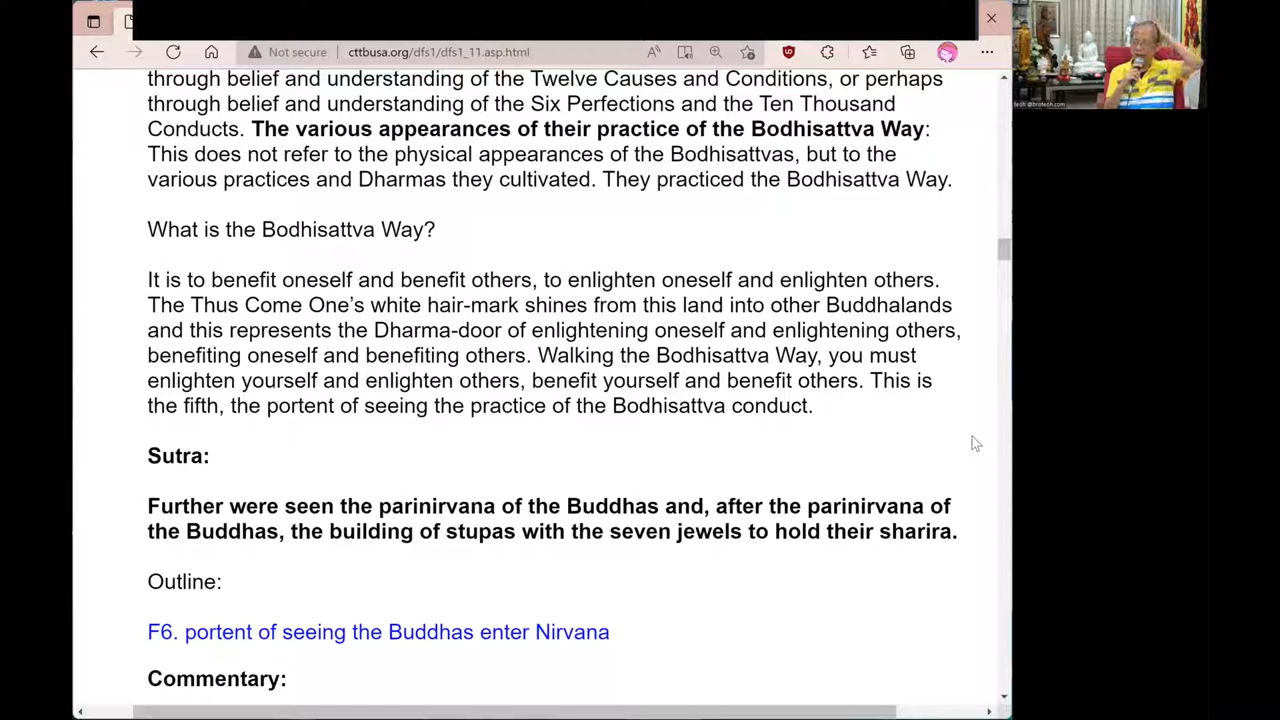 Not secure
cttbusa.org/dfs1/dfs1_11.asp.html
through belief and understanding of the Twelve Causes and Conditions, or perhaps
through belief and understanding of the Six Perfections and the Ten Thousand
Conducts. The various appearances of their practice of the Bodhisattva Way:
This does not refer to the physical appearances of the Bodhisattvas, but to the
various practices and Dharmas they cultivated. They practiced the Bodhisattva Way.
What is the Bodhisattva Way?
It is to benefit oneself and benefit others, to enlighten oneself and enlighten others.
The Thus Come One's white hair-mark shines from this land into other Buddhalands
and this represents the Dharma-door of enlightening oneself and enlightening others,
benefiting oneself and benefiting others. Walking the Bodhisattva Way, you must
enlighten yourself and enlighten others, benefit yourself and benefit others. This is
the fifth, the portent of seeing the practice of the Bodhisattva conduct.
Sutra:
Further were seen the parinirvana of the Buddhas and, after the parinirvana of
the Buddhas, the building of stupas with the seven jewels to hold their sharira.
Outline:
F6. portent of seeing the Buddhas enter Nirvana
Commentary: